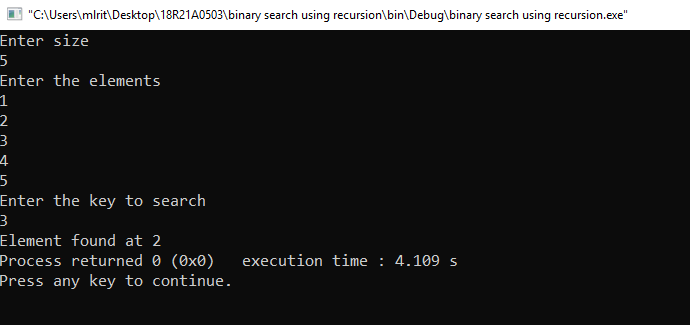 "C:\Users\mlrit\Desktop\18R21A0503\binary search using recursion\bin\Debug\binary search using recursion.exe"
Enter size
5
Enter the elements
1
2
3
4
5
Enter the key to search
3
Element found at 2
Process returned 0 (0x0)   execution time : 4.109 s
Press any key to continue.